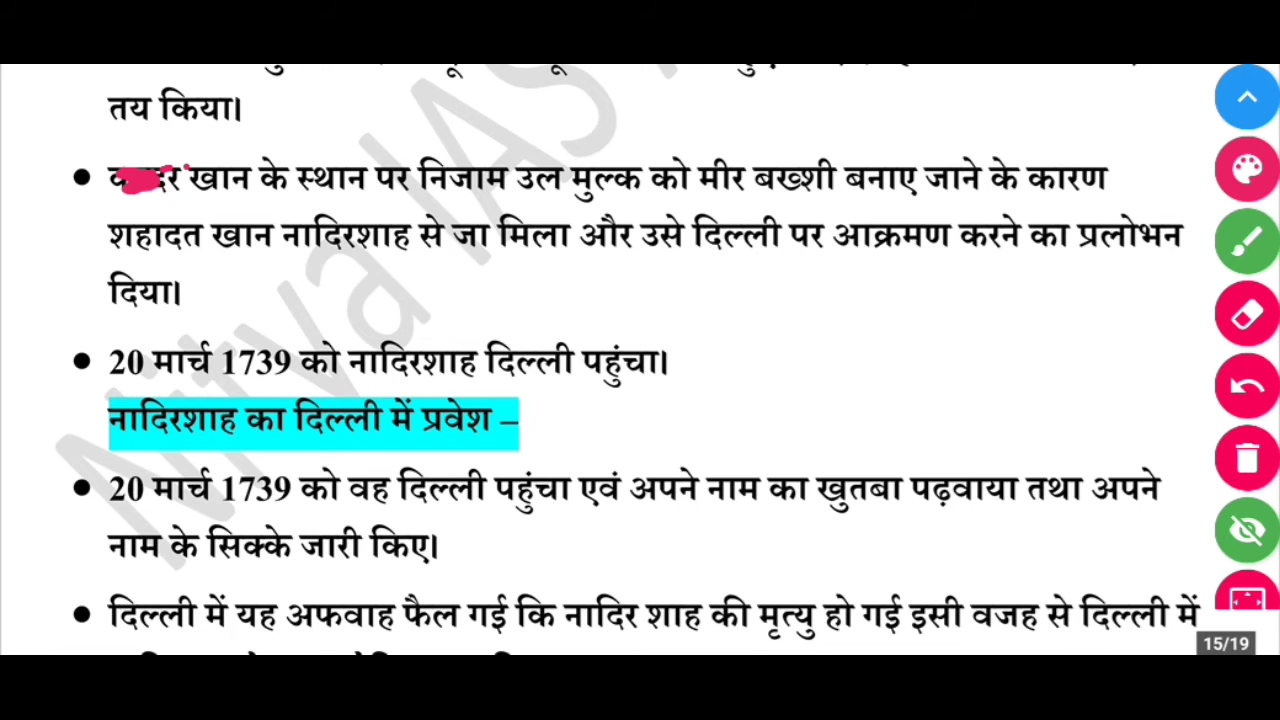 तय किया।
• खान के स्थान पर निजाम उल मुल्क को मीर बख्शी बनाए जाने के कारण
शहादत खान नादिरशाह से जा मिला और उसे दिल्ली पर आक्रमण करने का प्रलोभन
दिया।
• 20 मार्च 1739 को नादिरशाह दिल्ली पहुंचा।
नादिरशाह का दिल्ली में प्रवेश –
• 20 मार्च 1739 को वह दिल्ली पहुंचा एवं अपने नाम का खुतबा पढ़वाया तथा अपने
नाम के सिक्के जारी किए।
• दिल्ली में यह अफवाह फैल गई कि नादिर शाह की मृत्यु हो गई इसी वजह से दिल्ली में
15/19
Nirva IAS